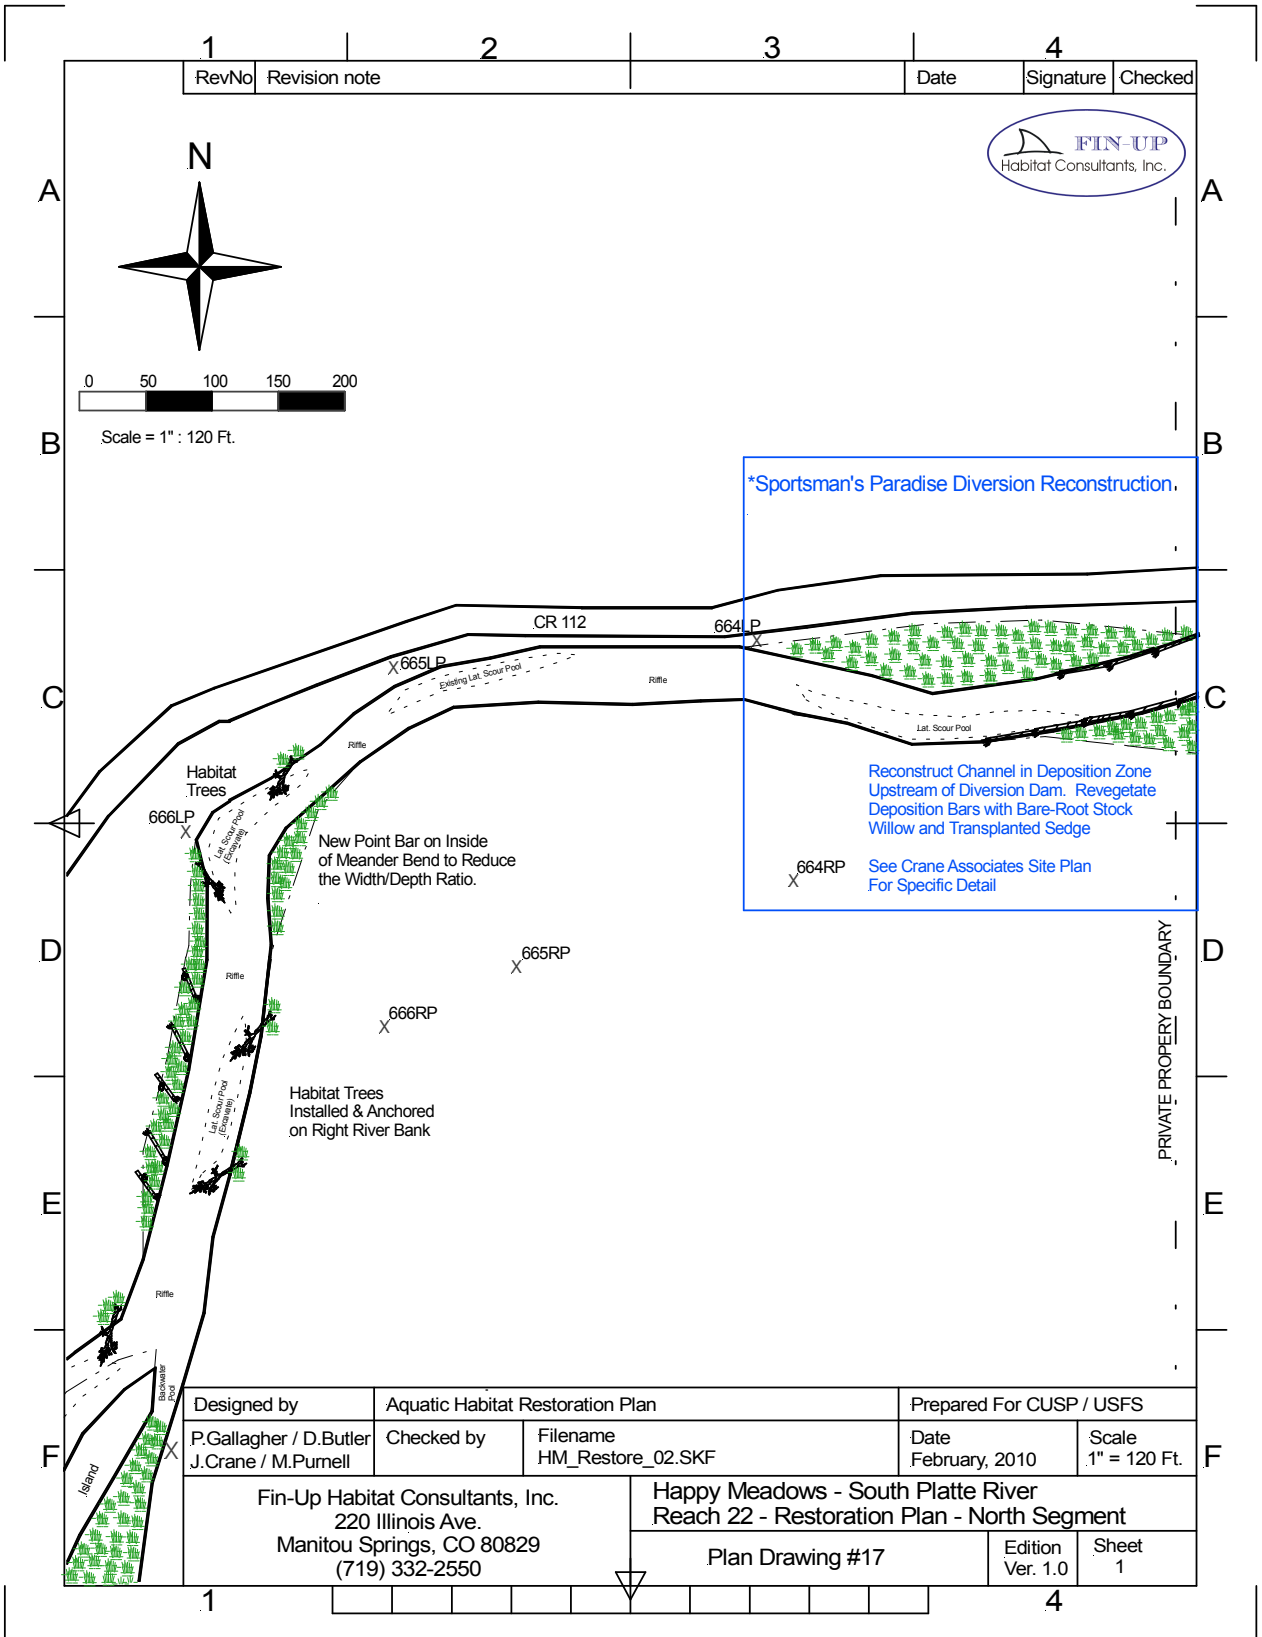 1 2 3 4
RevNo Revision note Date Signature Checked
FIN-UP
Habitat Consultants, Inc.
N
A A
0 50 100 150 200
Scale = 1" : 120 Ft.
B B
*Sportsman's Paradise Diversion Reconstruction
CR 112
664LP
665LP
Existing Lat. Scour Pool
Riffle
C C
Lat. Scour Pool
Riffle
Habitat
Trees
Reconstruct Channel in Deposition Zone
Upstream of Diversion Dam. Revegetate
Deposition Bars with Bare-Root Stock
Willow and Transplanted Sedge
666LP
Lat. Scour Pool
(Excavate)
New Point Bar on Inside
of Meander Bend to Reduce
the Width/Depth Ratio.
664RP
See Crane Associates Site Plan
For Specific Detail
D D
665RP
Riffle
666RP
PRIVATE PROPERY BOUNDARY
Lat. Scour Pool
(Excavate)
Habitat Trees
Installed & Anchored
on Right River Bank
E E
Riffle
Backwater
Pool
Island
F F
Designed by
P.Gallagher / D.Butler
J.Crane / M.Purnell
Aquatic Habitat Restoration Plan
Checked by
Filename
HM_Restore_02.SKF
Prepared For CUSP / USFS
Date
February, 2010
Scale
1" = 120 Ft.
Fin-Up Habitat Consultants, Inc.
220 Illinois Ave.
Manitou Springs, CO 80829
(719) 332-2550
Happy Meadows - South Platte River
Reach 22 - Restoration Plan - North Segment
Plan Drawing #17
Edition
Ver. 1.0
Sheet
1
1 4